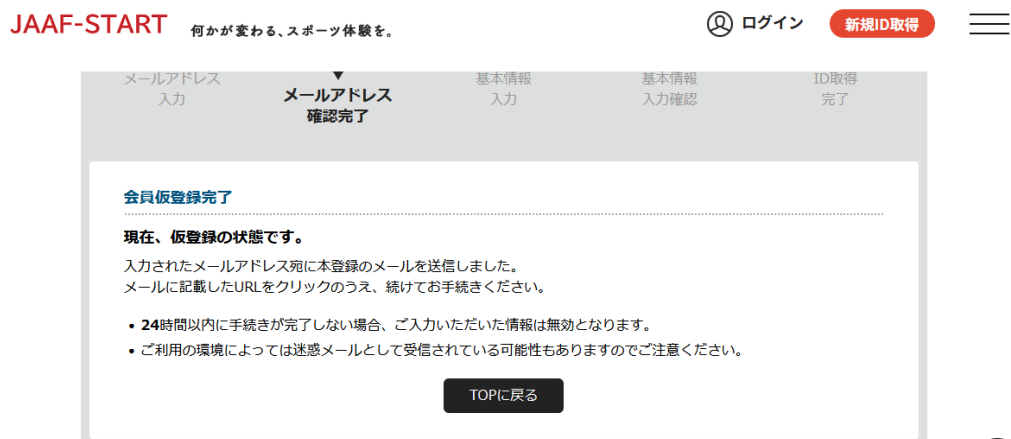 JAAF-START 何かが変わる、スポーツ体験を。 ログイン 新規ID取得
メールアドレス
入力
メールアドレス
確認完了
基本情報
入力
基本情報
入力確認
ID取得
完了
会員仮登録完了
現在、仮登録の状態です。
入力されたメールアドレス宛に本登録のメールを送信しました。
メールに記載したURLをクリックのうえ、続けてお手続きください。
• 24時間以内に手続きが完了しない場合、ご入力いただいた情報は無効となります。
• ご利用の環境によっては迷惑メールとして受信されている可能性もありますのでご注意ください。
TOPに戻る